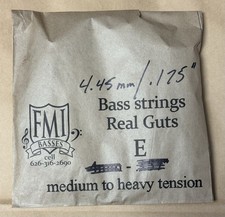 4.45mm/.175"
Bass strings
Real Guts
E
medium to heavy tension
FMI
BASSES
cell
626-316-2690